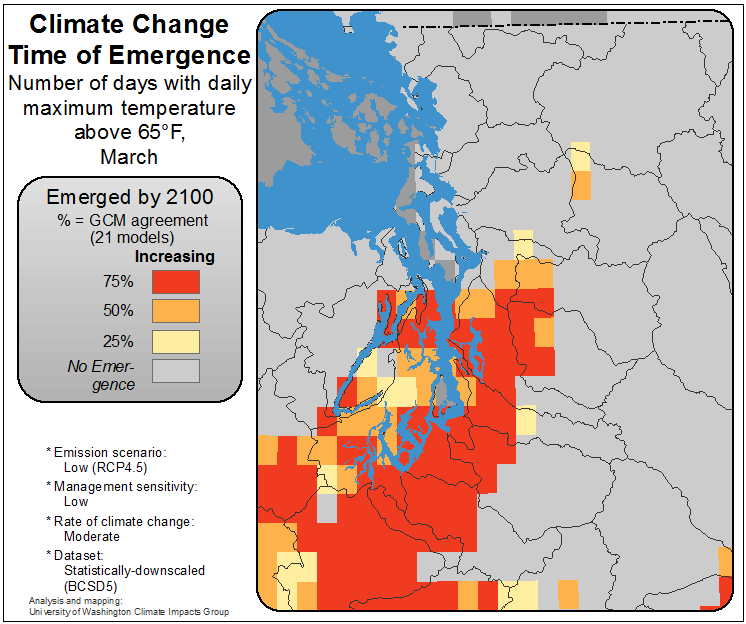 Climate Change
Time of Emergence
Number of days with daily
maximum temperature
above 65°F,
March
Emerged by 2100
% = GCM agreement
(21 models)
Increasing
75%
50%
25%
No Emer-
gence
* Emission scenario:
Low (RCP4.5)
* Management sensitivity:
Low
* Rate of climate change:
Moderate
* Dataset:
Statistically-downscaled
(BCSD5)
Analysis and mapping:
University of Washington Climate Impacts Group